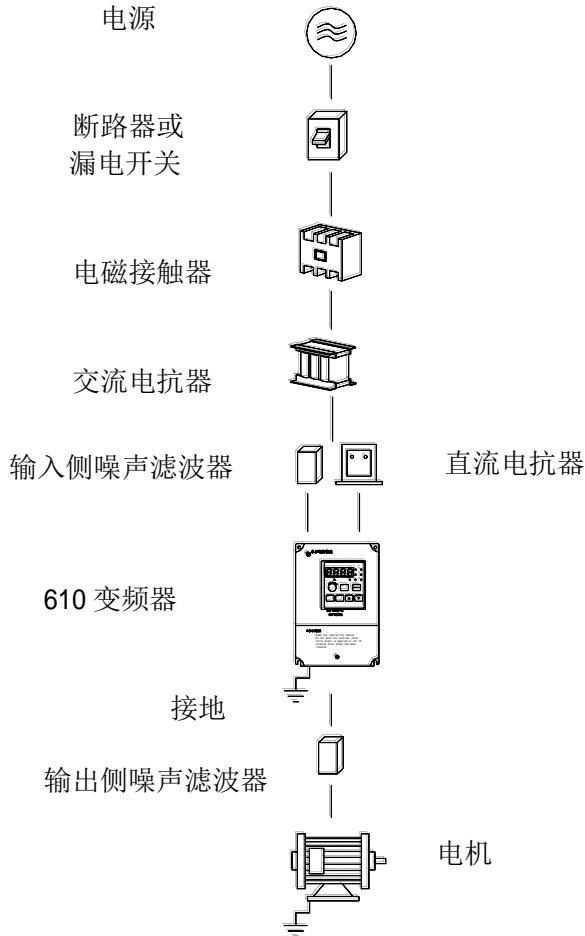 电源
断路器或
漏电开关
电磁接触器
交流电抗器
输入侧噪声滤波器
直流电抗器
610 变频器
接地
输出侧噪声滤波器
电机